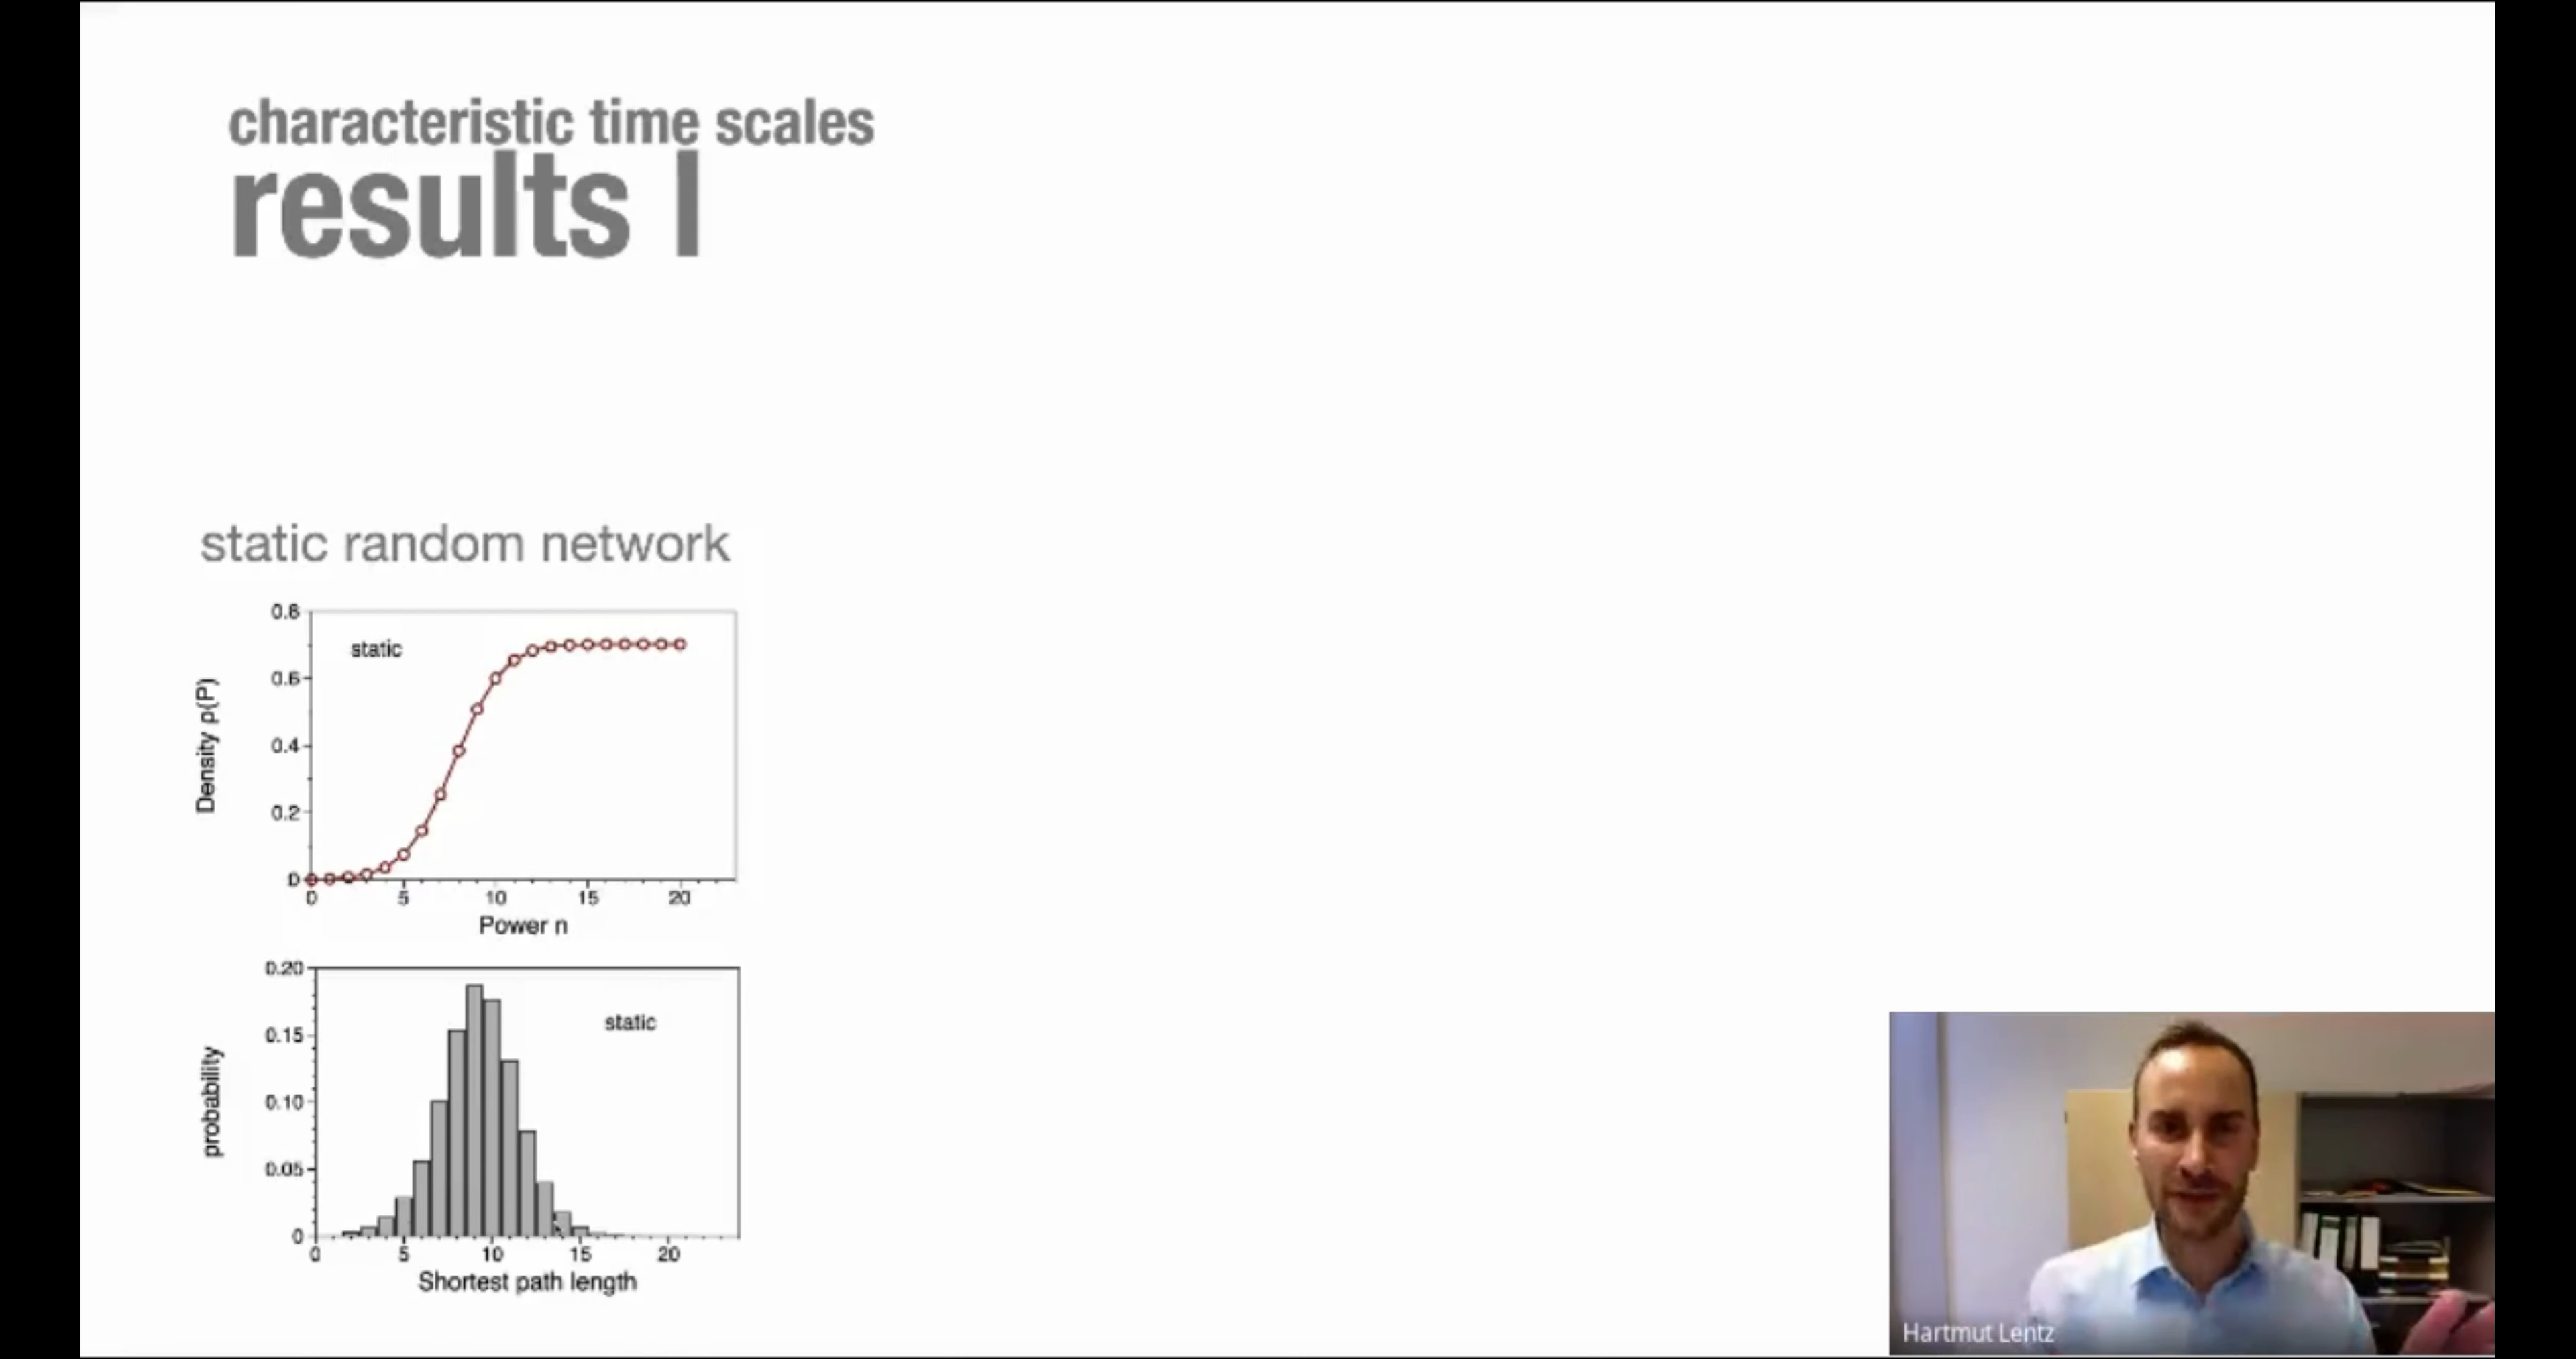 characteristic time scales
results I
static random network
0.8
0.6
0.4
0.2
0
static
Density ρ(P)
0 5 10 15 20
Power n
0.20
0.15
0.10
0.05
0
static
probability
0 5 10 15 20
Shortest path length
Hartmut Lentz